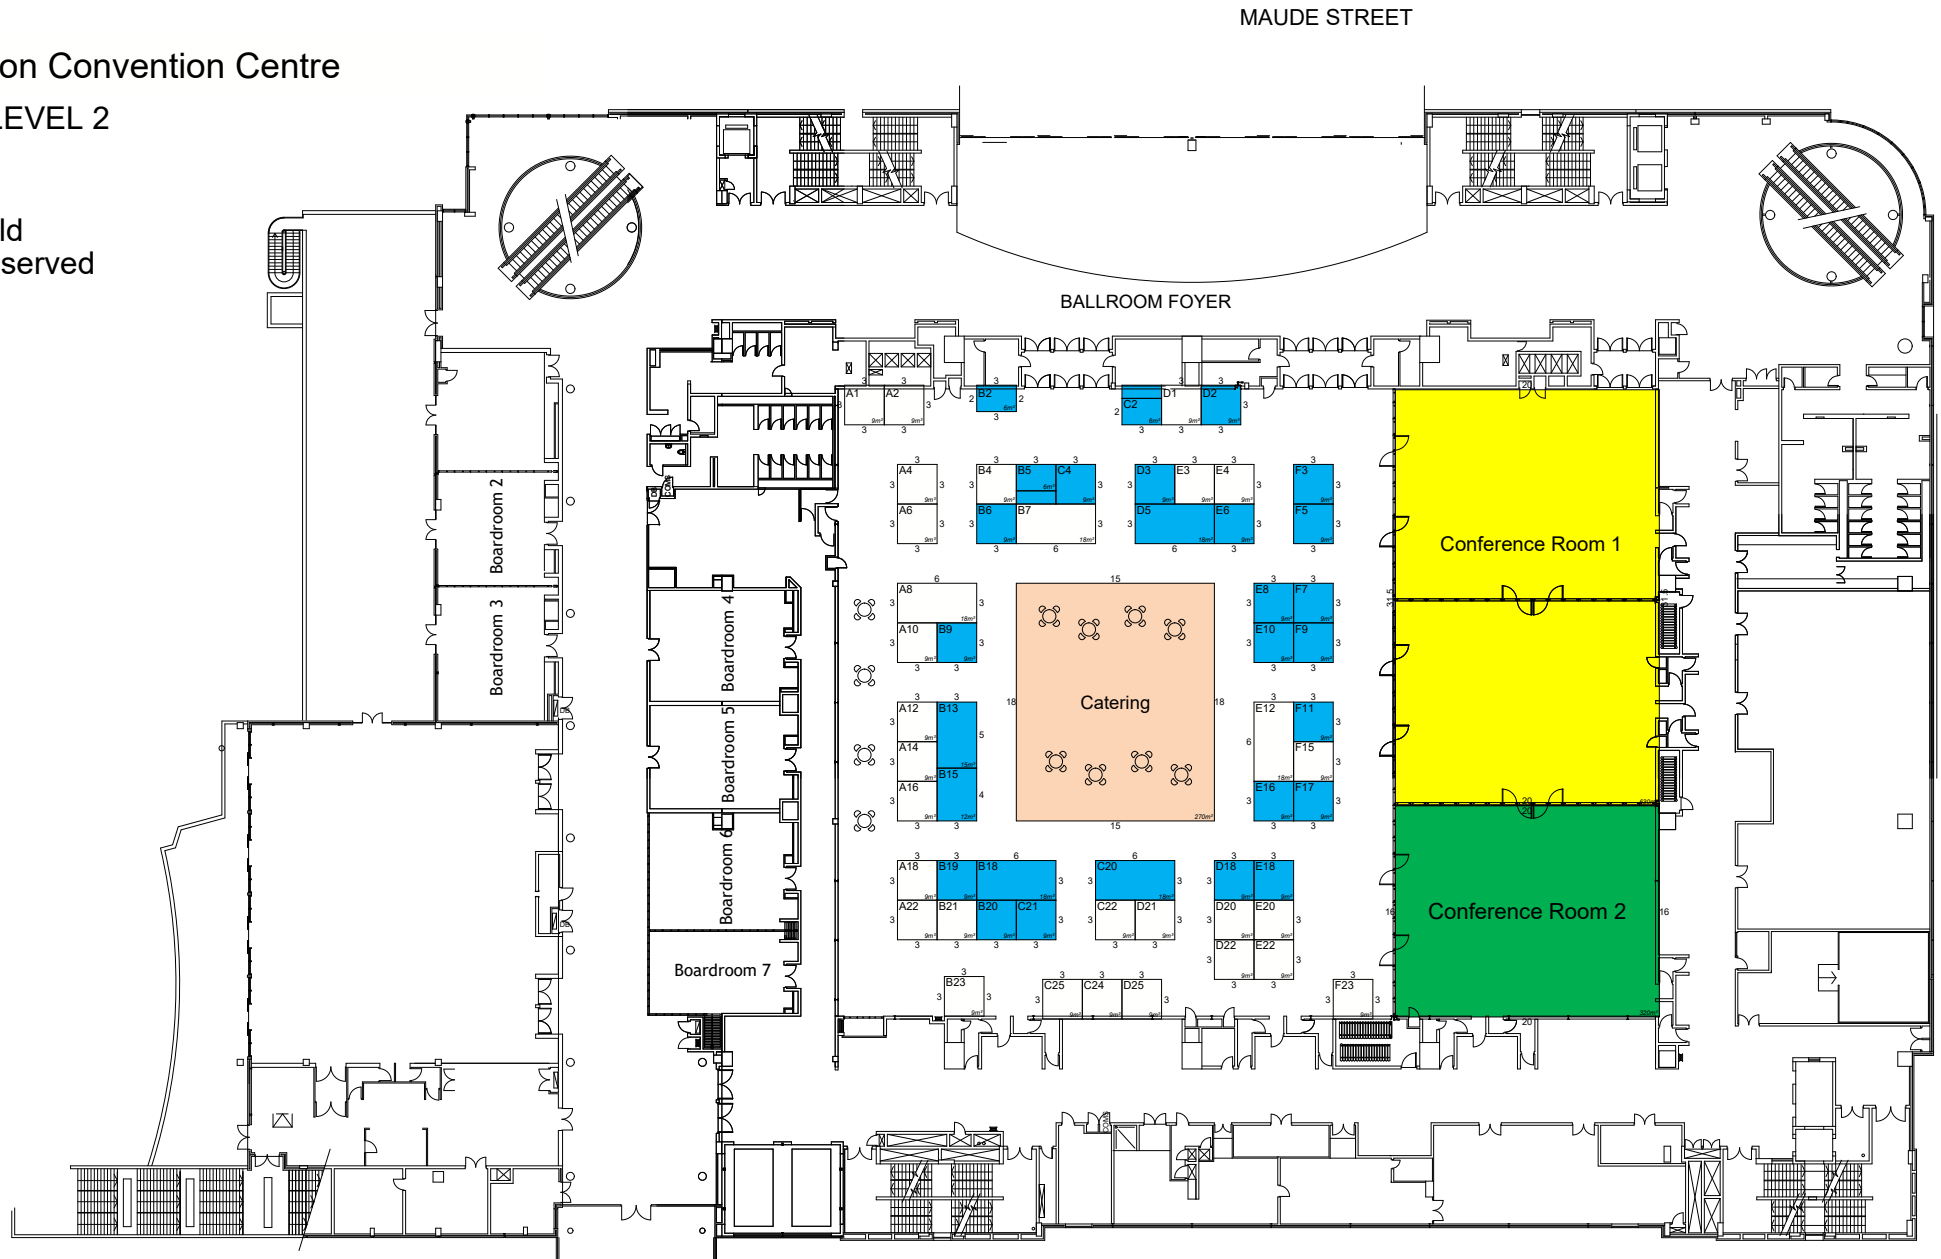 MAUDE STREET
on Convention Centre
LEVEL 2
ld
served
BALLROOM FOYER
A1 A2 B2 C2 D1 D2
A4 B4 B5 C4 D3 E3 E4 F3
A6 B6 B7 D5 E6 F5
Boardroom 2
Boardroom 3
Boardroom 4
Boardroom 5
Boardroom 6
Boardroom 7
Conference Room 1
A8 E8 F7
A10 B9 E10 F9
Catering
270m²
A12 B13 E12 F11
A14 F15
A16 B15 E16 F17
A18 B19 B18 C20 D18 E18
A22 B21 B20 C21 C22 D21 D20 E20
D22 E22
B23 C25 C24 D25 F23
Conference Room 2
320m²